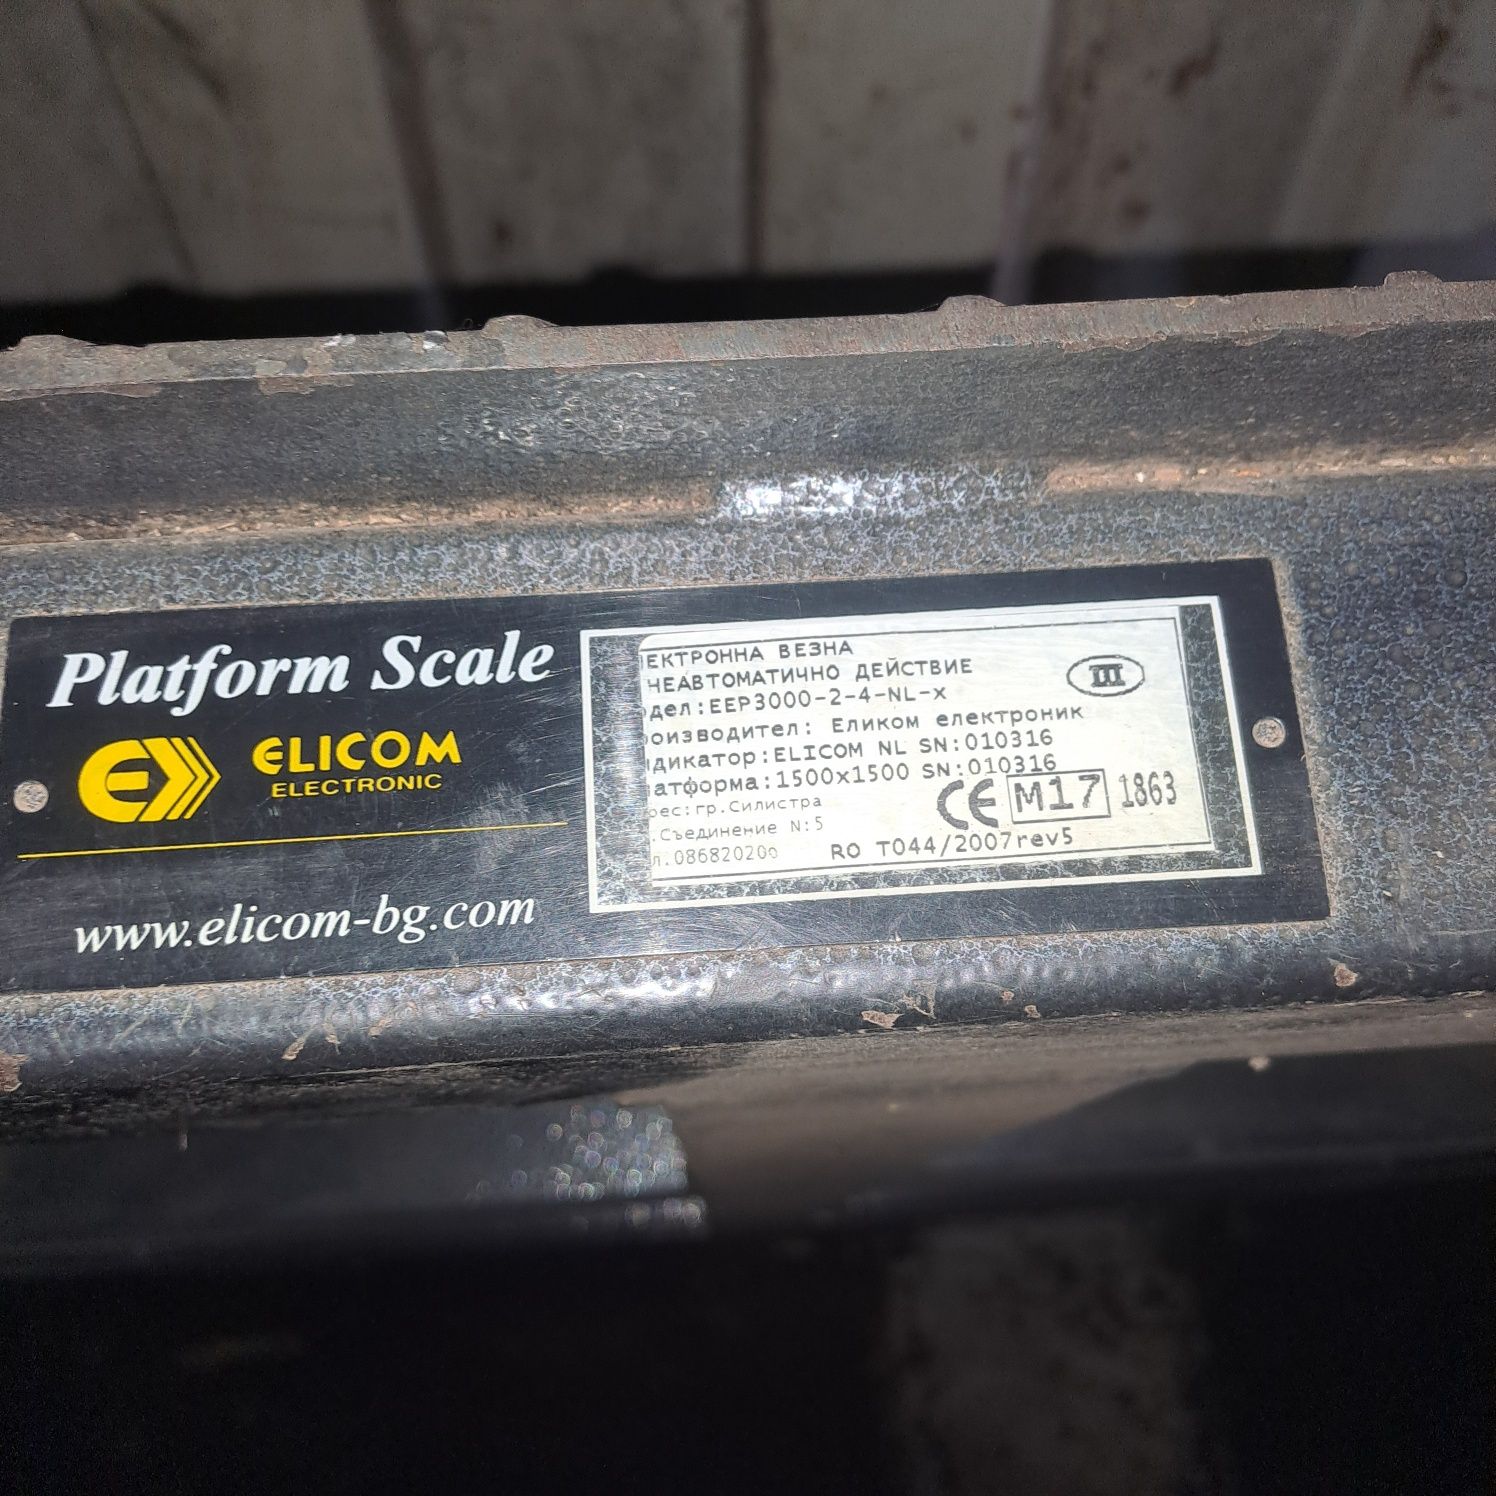 Platform Scale
ELICOM
ELECTRONIC
www.elicom-bg.com
ЕКТРОННА ВЕЗНА
НЕАВТОМАТИЧНО ДЕЙСТВИЕ
дел:EEP3000-2-4-NL-X
оизводител: Еликом електроник
дикатор:ELICOM NL SN:010316
атформа:1500x1500 SN:010316
рес:гр.Силистра
.Съединение N:5
л.086820200
III
CE M17 1863
RO T044/2007rev5